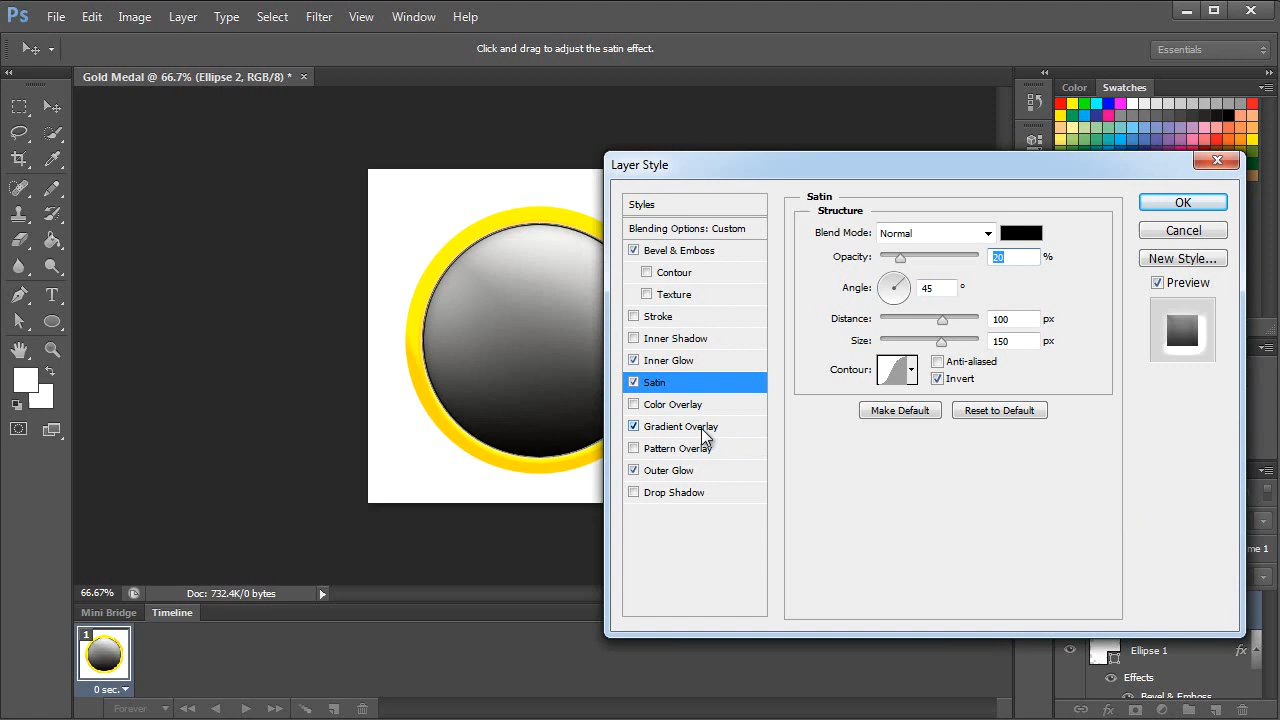 Ps File Edit Image Layer Type Select Filter View Window Help
Click and drag to adjust the satin effect.
Essentials
Gold Medal @ 66.7% (Ellipse 2, RGB/8) * ×
Color Swatches
Layer Style
Styles
Blending Options: Custom
Bevel & Emboss
Contour
Texture
Stroke
Inner Shadow
Inner Glow
Satin
Color Overlay
Gradient Overlay
Pattern Overlay
Outer Glow
Drop Shadow
Satin
Structure
Blend Mode: Normal
Opacity: 20 %
Angle: 45 °
Distance: 100 px
Size: 150 px
Contour: Anti-aliased
Invert
Make Default Reset to Default
OK
Cancel
New Style...
Preview
66.67% Doc: 732.4K/0 bytes
Mini Bridge Timeline
1
0 sec.
Forever
me 1
Ellipse 1 fx
Effects
Bevel & Emboss
fx